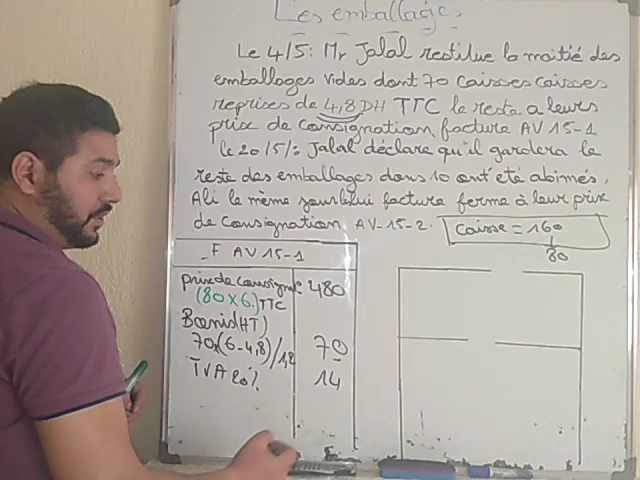 Les emballages
Le 4/5: Mr Jalal restitue la moitié des
emballages vides dont 70 caisses caisses
reprises de 4,8 DH TTC le reste a leurs
prix de consignation, facture AV 15-1
le 20/5/: Jalal déclare qu'il gardera le
reste des emballages dans 10 ont été abimés,
Ali le même jour lui facture ferme à leur prix
de consignation AV-15-2. Caisse = 160
80
F AV 15-1
prix de consigna° 480
(80 x 6) TTC
Boenis (HT)
70x(6-4,8)/1,2 70
TVA 20% 14